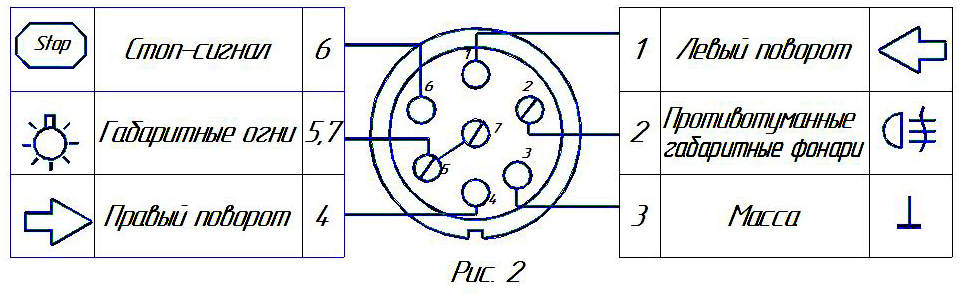 Stop
Стоп-сигнал
6
Габаритные огни
5,7
Правый поворот
4
1
6
2
7
3
5
4
1
Левый поворот
2
Противотуманные
габаритные фонари
3
Масса
Рис. 2